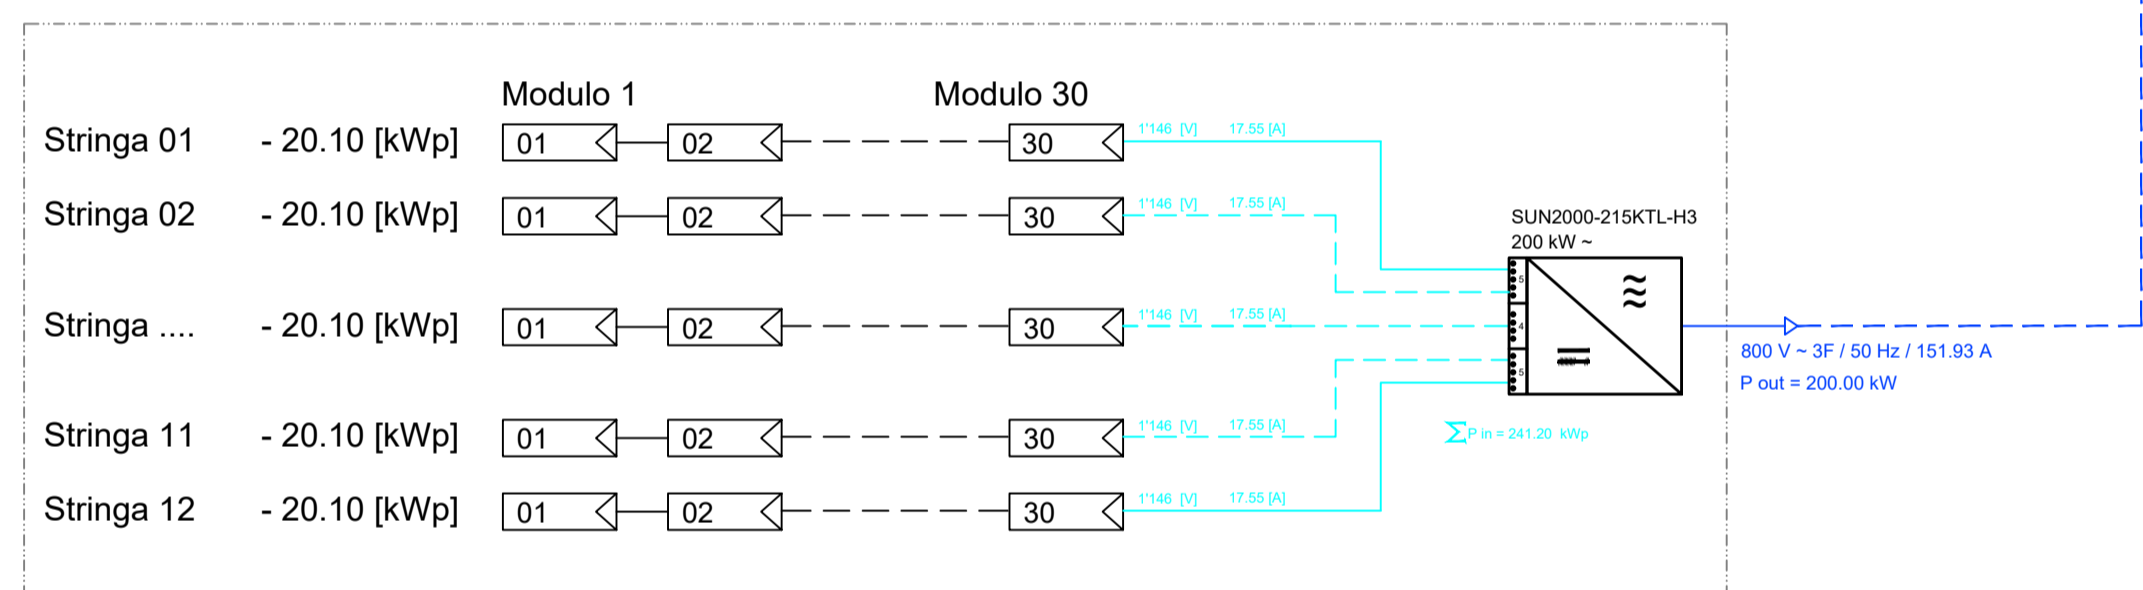 Modulo 1 Modulo 30
Stringa 01 - 20.10 [kWp] 01 02 30 1'146 [V] 17.55 [A]
Stringa 02 - 20.10 [kWp] 01 02 30 1'146 [V] 17.55 [A]
SUN2000-215KTL-H3
200 kW ~
5
Stringa .... - 20.10 [kWp] 01 02 30 1'146 [V] 17.55 [A]
4
800 V ~ 3F / 50 Hz / 151.93 A
5
P out = 200.00 kW
Stringa 11 - 20.10 [kWp] 01 02 30 1'146 [V] 17.55 [A]
∑ P in = 241.20 kWp
Stringa 12 - 20.10 [kWp] 01 02 30 1'146 [V] 17.55 [A]